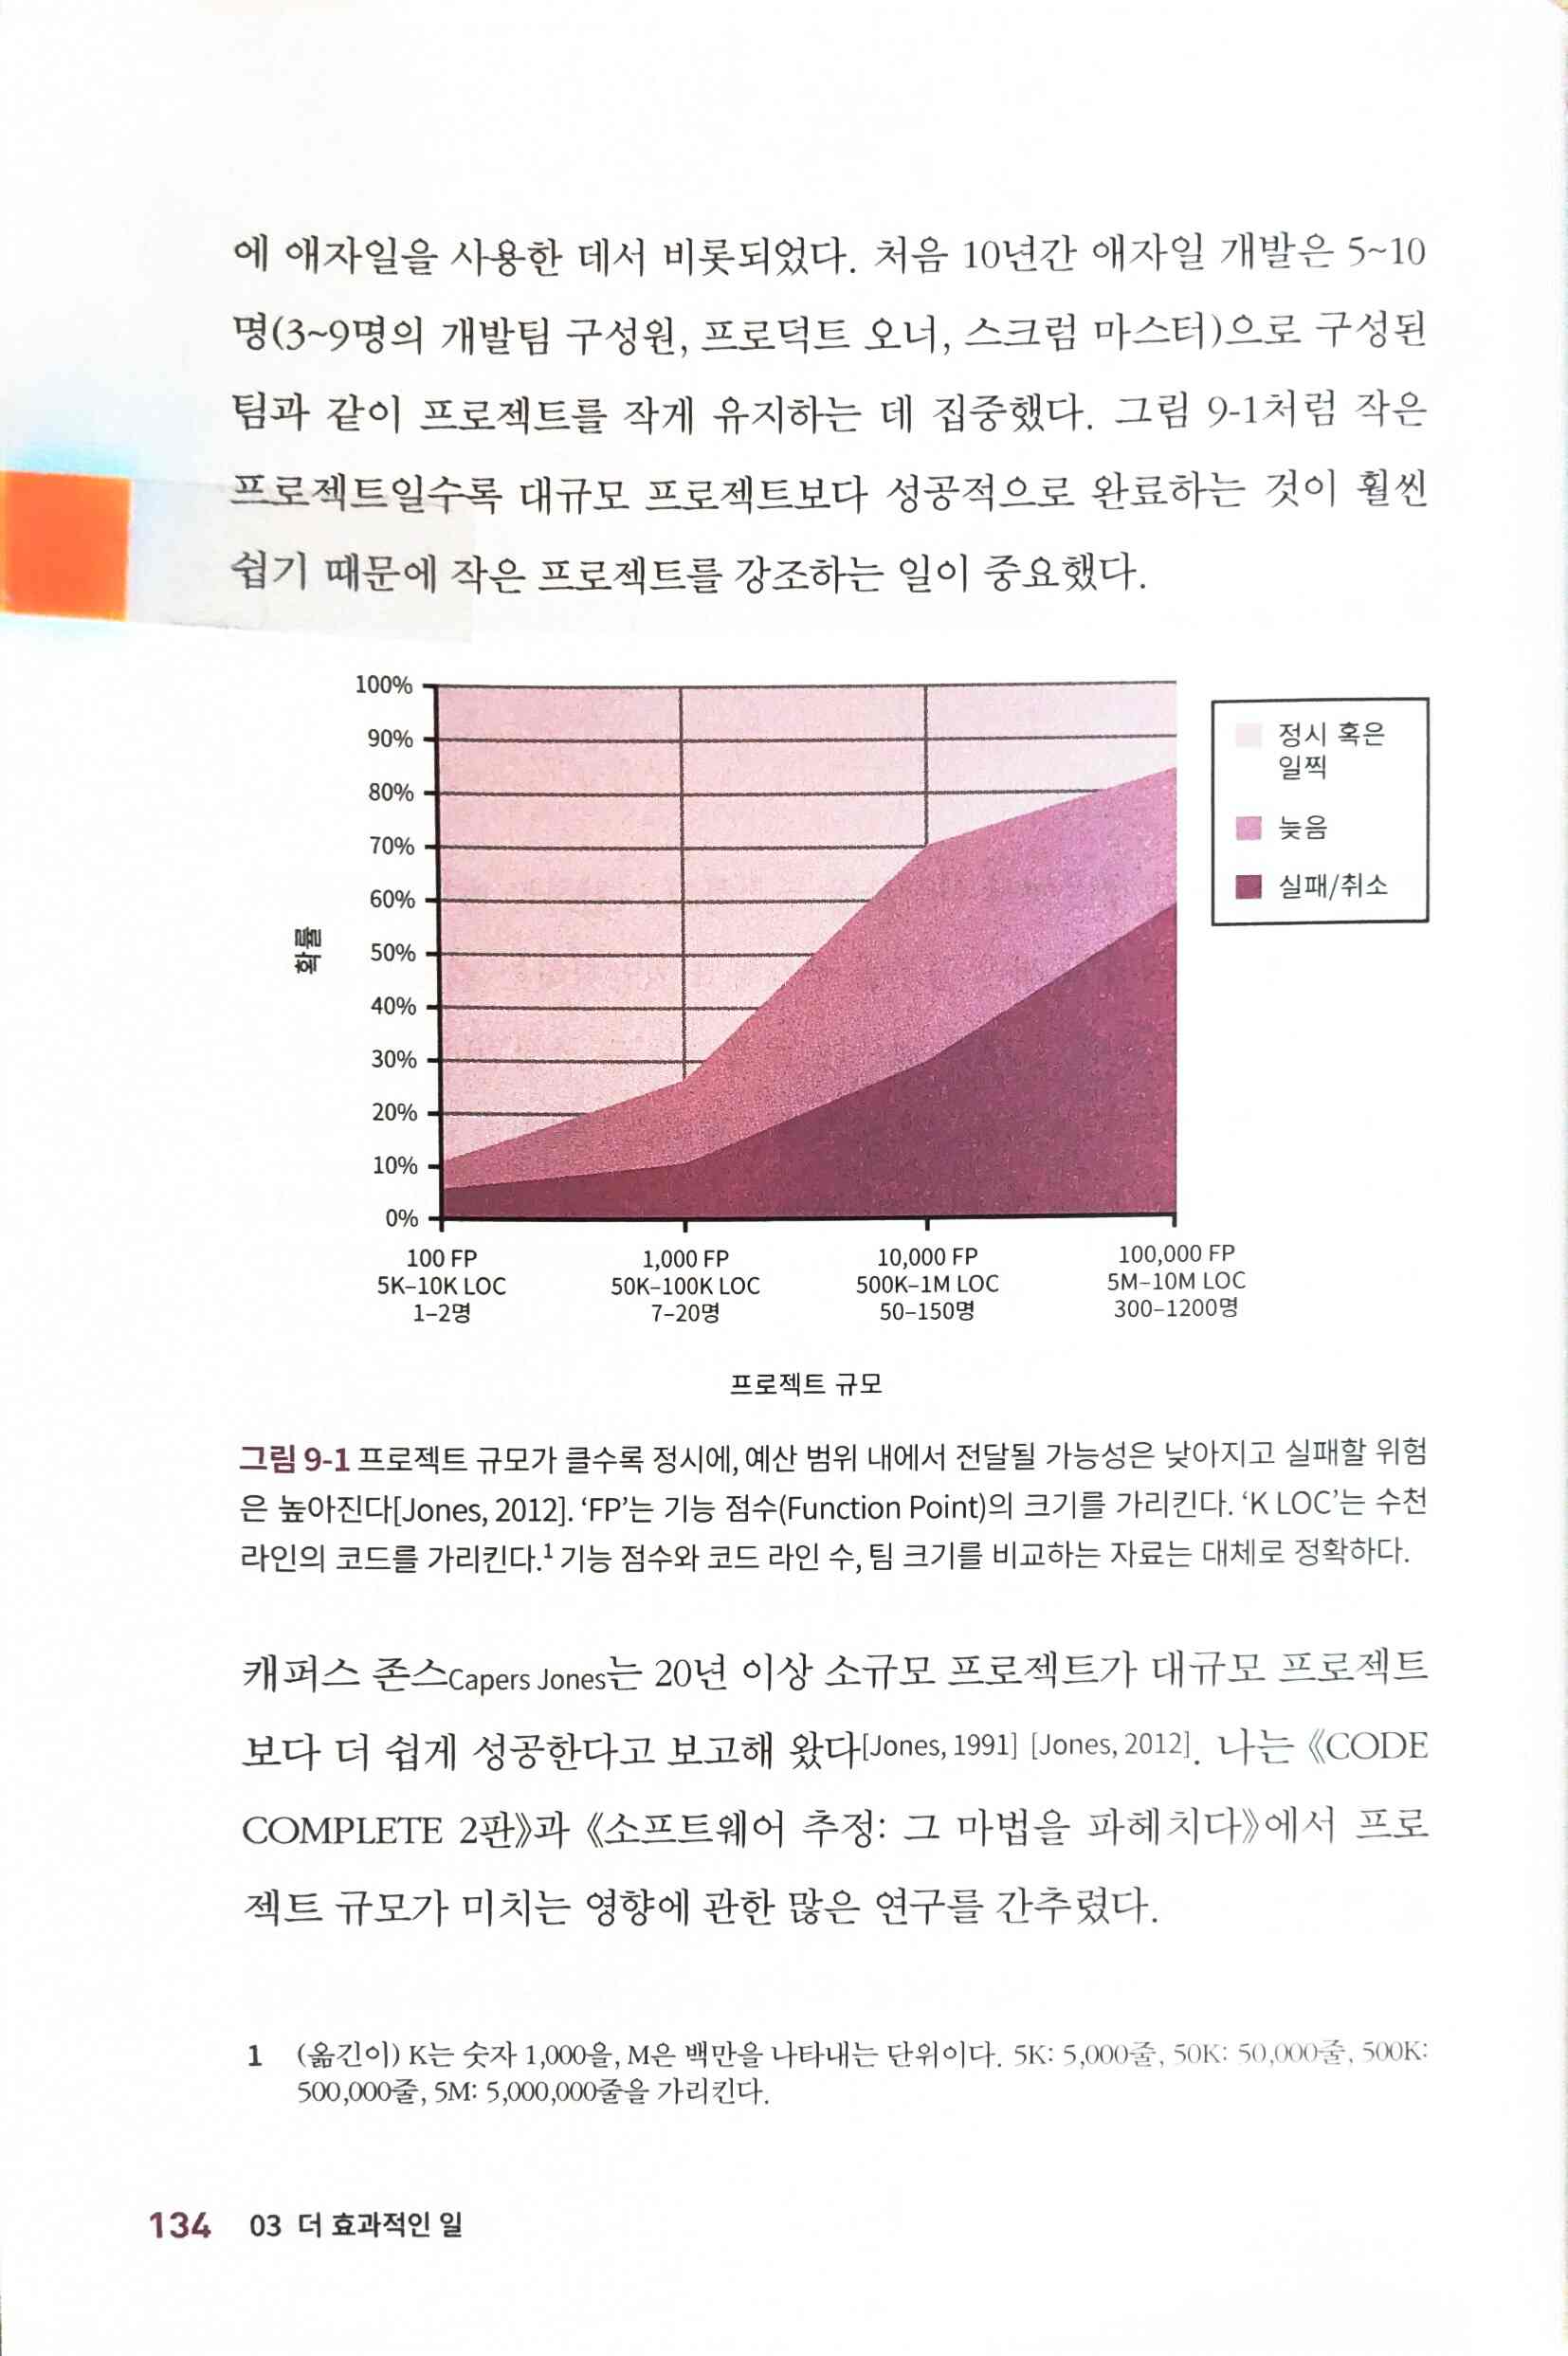 에 애자일을 사용한 데서 비롯되었다. 처음 10년간 애자일 개발은 5~10
명(3~9명의 개발팀 구성원, 프로덕트 오너, 스크럼 마스터)으로 구성된
팀과 같이 프로젝트를 작게 유지하는 데 집중했다. 그림 9-1처럼 작은
프로젝트일수록 대규모 프로젝트보다 성공적으로 완료하는 것이 훨씬
쉽기 때문에 작은 프로젝트를 강조하는 일이 중요했다.
100%
90%
80%
70%
60%
50%
40%
30%
20%
10%
0%
확률
정시 혹은
일찍
늦음
실패/취소
100 FP
5K–10K LOC
1–2명
1,000 FP
50K–100K LOC
7–20명
10,000 FP
500K–1M LOC
50–150명
100,000 FP
5M–10M LOC
300–1200명
프로젝트 규모
그림 9-1 프로젝트 규모가 클수록 정시에, 예산 범위 내에서 전달될 가능성은 낮아지고 실패할 위험
은 높아진다[Jones, 2012]. ‘FP’는 기능 점수(Function Point)의 크기를 가리킨다. ‘K LOC’는 수천
라인의 코드를 가리킨다.1 기능 점수와 코드 라인 수, 팀 크기를 비교하는 자료는 대체로 정확하다.
캐퍼스 존스Capers Jones는 20년 이상 소규모 프로젝트가 대규모 프로젝트
보다 더 쉽게 성공한다고 보고해 왔다[Jones, 1991] [Jones, 2012]. 나는 《CODE
COMPLETE 2판》과 《소프트웨어 추정: 그 마법을 파헤치다》에서 프로
젝트 규모가 미치는 영향에 관한 많은 연구를 간추렸다.
1 (옮긴이) K는 숫자 1,000을, M은 백만을 나타내는 단위이다. 5K: 5,000줄, 50K: 50,000줄, 500K:
500,000줄, 5M: 5,000,000줄을 가리킨다.
134 03 더 효과적인 일